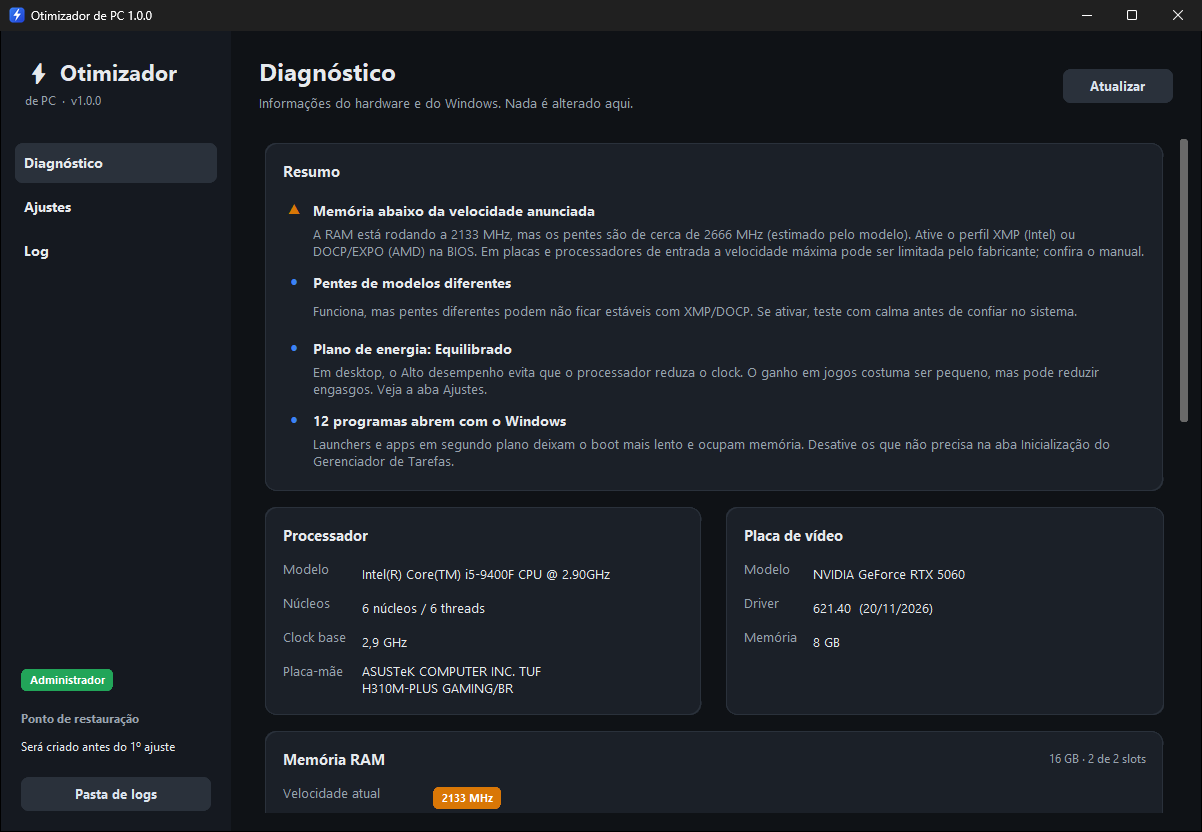 Otimizador de PC 1.0.0
Otimizador
de PC · v1.0.0
Diagnóstico
Ajustes
Log
Administrador
Ponto de restauração
Será criado antes do 1º ajuste
Pasta de logs
Diagnóstico
Informações do hardware e do Windows. Nada é alterado aqui.
Atualizar
Resumo
Memória abaixo da velocidade anunciada
A RAM está rodando a 2133 MHz, mas os pentes são de cerca de 2666 MHz (estimado pelo modelo). Ative o perfil XMP (Intel) ou
DOCP/EXPO (AMD) na BIOS. Em placas e processadores de entrada a velocidade máxima pode ser limitada pelo fabricante; confira o manual.
Pentes de modelos diferentes
Funciona, mas pentes diferentes podem não ficar estáveis com XMP/DOCP. Se ativar, teste com calma antes de confiar no sistema.
Plano de energia: Equilibrado
Em desktop, o Alto desempenho evita que o processador reduza o clock. O ganho em jogos costuma ser pequeno, mas pode reduzir
engasgos. Veja a aba Ajustes.
12 programas abrem com o Windows
Launchers e apps em segundo plano deixam o boot mais lento e ocupam memória. Desative os que não precisa na aba Inicialização do
Gerenciador de Tarefas.
Processador
Modelo Intel(R) Core(TM) i5-9400F CPU @ 2.90GHz
Núcleos 6 núcleos / 6 threads
Clock base 2,9 GHz
Placa-mãe ASUSTeK COMPUTER INC. TUF
H310M-PLUS GAMING/BR
Placa de vídeo
Modelo NVIDIA GeForce RTX 5060
Driver 621.40 (20/11/2026)
Memória 8 GB
Memória RAM
16 GB · 2 de 2 slots
Velocidade atual 2133 MHz